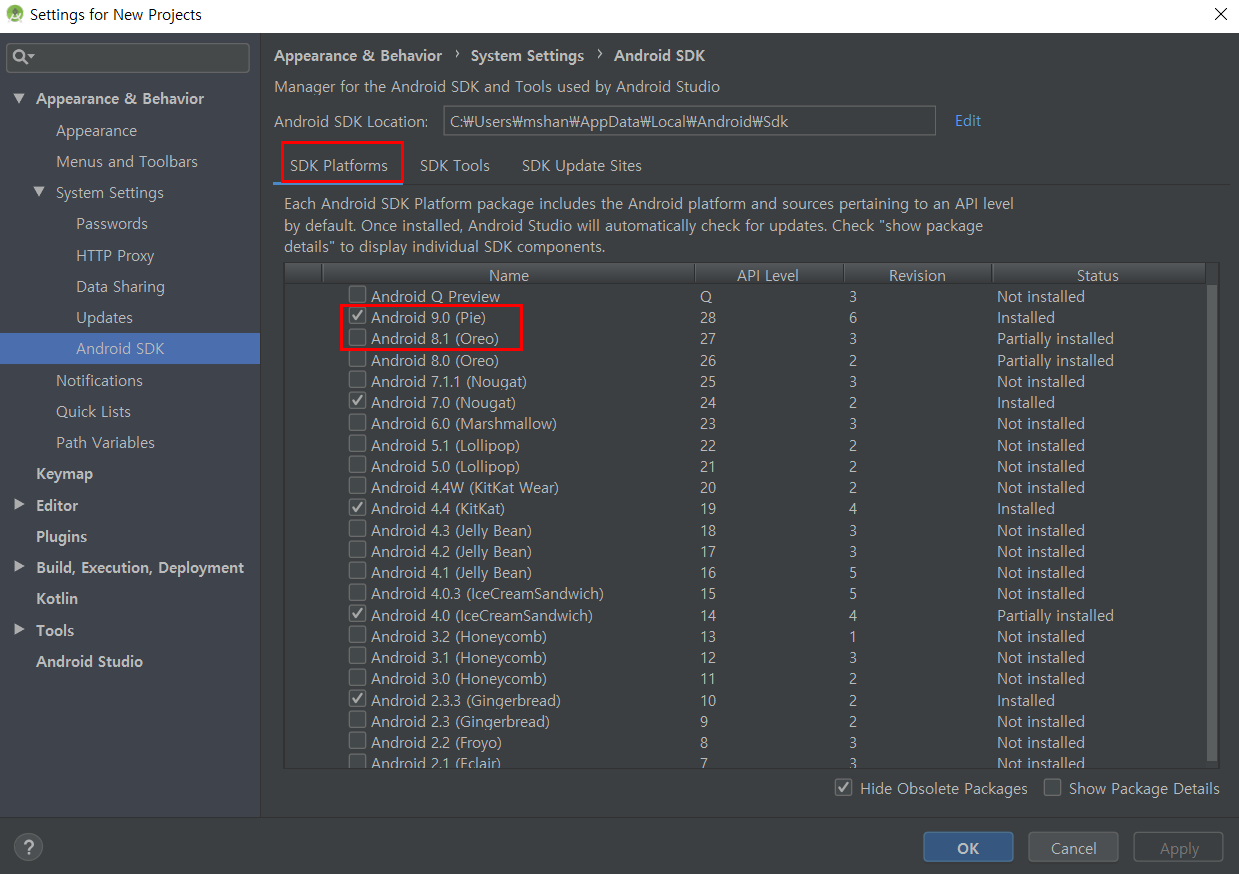 Settings for New Projects
Appearance & Behavior
Appearance
Menus and Toolbars
System Settings
Passwords
HTTP Proxy
Data Sharing
Updates
Android SDK
Notifications
Quick Lists
Path Variables
Keymap
Editor
Plugins
Build, Execution, Deployment
Kotlin
Tools
Android Studio
Appearance & Behavior › System Settings › Android SDK
Manager for the Android SDK and Tools used by Android Studio
Android SDK Location: C:₩Users₩mshan₩AppData₩Local₩Android₩Sdk Edit
SDK Platforms SDK Tools SDK Update Sites
Each Android SDK Platform package includes the Android platform and sources pertaining to an API level
by default. Once installed, Android Studio will automatically check for updates. Check "show package
details" to display individual SDK components.
Name API Level Revision Status
Android Q Preview Q 3 Not installed
Android 9.0 (Pie) 28 6 Installed
Android 8.1 (Oreo) 27 3 Partially installed
Android 8.0 (Oreo) 26 2 Partially installed
Android 7.1.1 (Nougat) 25 3 Not installed
Android 7.0 (Nougat) 24 2 Installed
Android 6.0 (Marshmallow) 23 3 Not installed
Android 5.1 (Lollipop) 22 2 Not installed
Android 5.0 (Lollipop) 21 2 Not installed
Android 4.4W (KitKat Wear) 20 2 Not installed
Android 4.4 (KitKat) 19 4 Installed
Android 4.3 (Jelly Bean) 18 3 Not installed
Android 4.2 (Jelly Bean) 17 3 Not installed
Android 4.1 (Jelly Bean) 16 5 Not installed
Android 4.0.3 (IceCreamSandwich) 15 5 Not installed
Android 4.0 (IceCreamSandwich) 14 4 Partially installed
Android 3.2 (Honeycomb) 13 1 Not installed
Android 3.1 (Honeycomb) 12 3 Not installed
Android 3.0 (Honeycomb) 11 2 Not installed
Android 2.3.3 (Gingerbread) 10 2 Installed
Android 2.3 (Gingerbread) 9 2 Not installed
Android 2.2 (Froyo) 8 3 Not installed
Android 2.1 (Eclair) 7 3 Not installed
Hide Obsolete Packages Show Package Details
? OK Cancel Apply